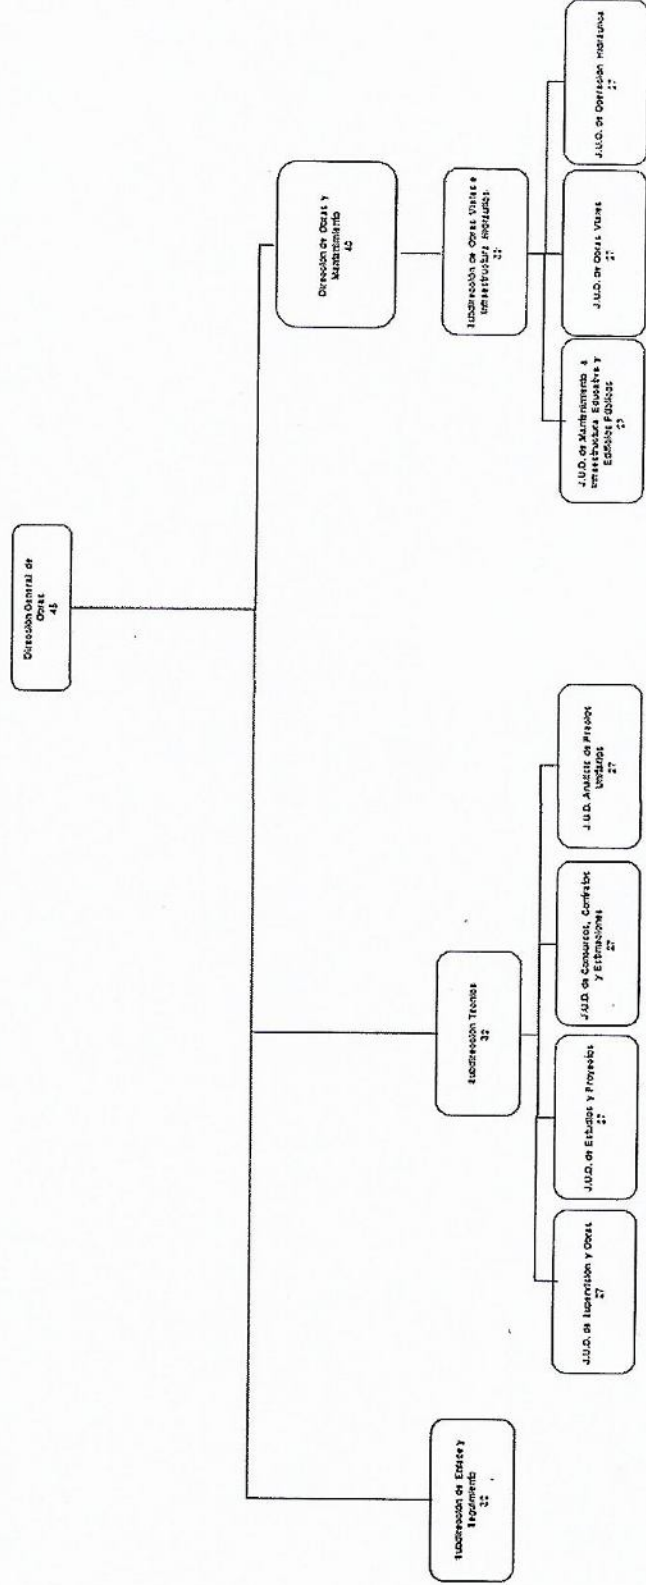 Dirección General de
Obras
45
Subdirección de Enlace y
Seguimiento
Subdirección Técnica
32
Dirección de Obras y
Mantenimiento
40
Subdirección de Obras Viales e
Infraestructura Hidráulica
J.U.D. de Supervisión y Obras
27
J.U.D. de Estudios y Proyectos
27
J.U.D. de Concursos, Contratos
y Estimaciones
27
J.U.D. Análisis de Precios
Unitarios
27
J.U.D. de Mantenimiento a
Infraestructura Educativa y
Edificios Públicos
27
J.U.D. de Obras Viales
27
J.U.D. de Operación Hidráulica
27